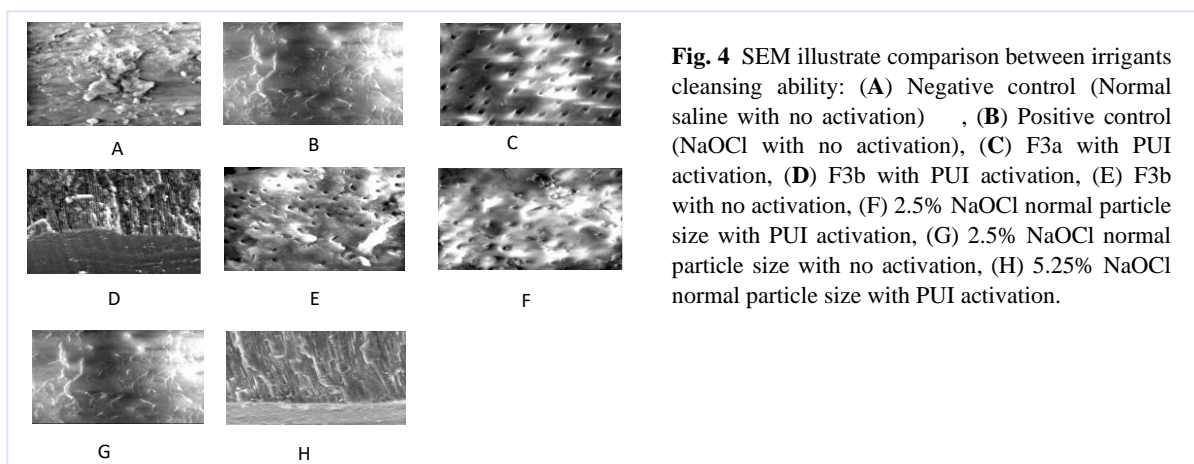 A
B
C
D
E
F
G
H
Fig. 4 SEM illustrate comparison between irrigants
cleansing ability: (A) Negative control (Normal
saline with no activation) , (B) Positive control
(NaOCl with no activation), (C) F3a with PUI
activation, (D) F3b with PUI activation, (E) F3b
with no activation, (F) 2.5% NaOCl normal particle
size with PUI activation, (G) 2.5% NaOCl normal
particle size with no activation, (H) 5.25% NaOCl
normal particle size with PUI activation.